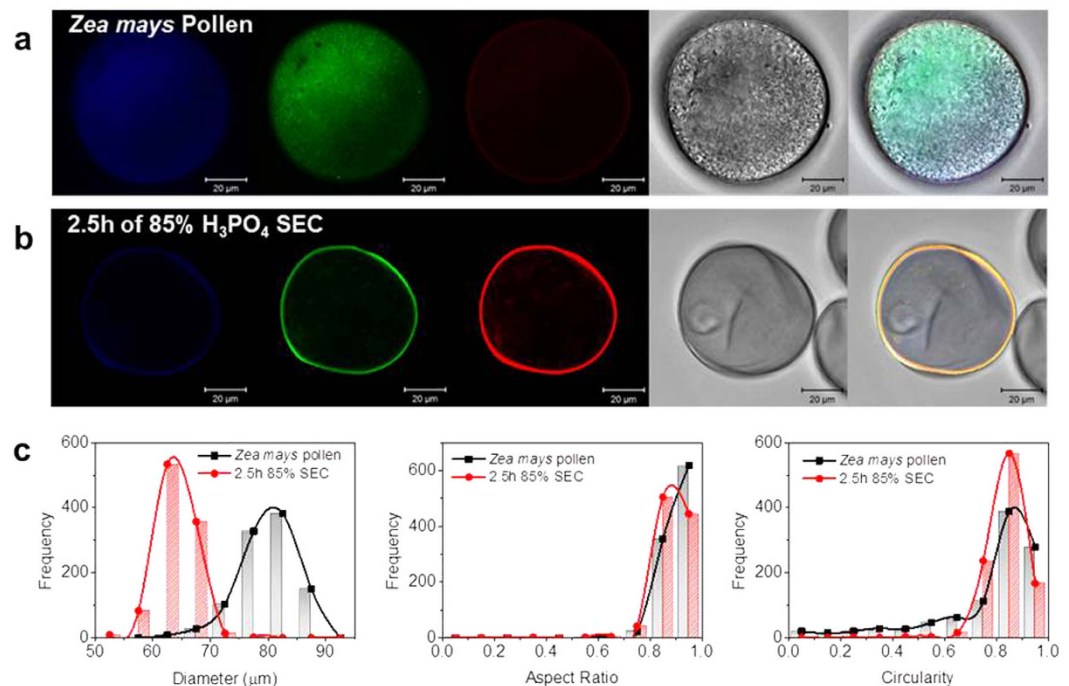 a
Zea mays Pollen
20 µm
20 µm
20 µm
20 µm
20 µm
b
2.5h of 85% H₃PO₄ SEC
20 µm
20 µm
20 µm
20 µm
20 µm
c
600
400
200
0
Frequency
Zea mays pollen
2.5h 85% SEC
50 60 70 80 90
Diameter (µm)
600
400
200
0
Frequency
Zea mays pollen
2.5h 85% SEC
0.0 0.2 0.4 0.6 0.8 1.0
Aspect Ratio
600
400
200
0
Frequency
Zea mays pollen
2.5h 85% SEC
0.0 0.2 0.4 0.6 0.8 1.0
Circularity